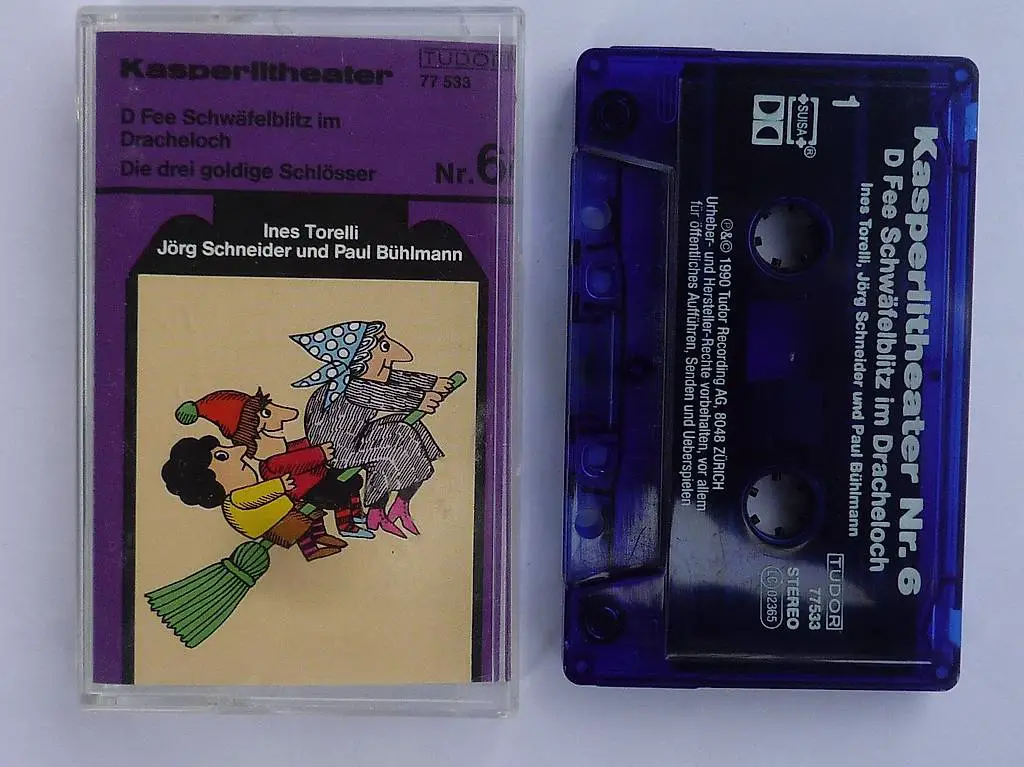 Kasperlitheater
TUDOR
77 533
D Fee Schwäfelblitz im
Dracheloch
Die drei goldige Schlösser
Nr. 6
Ines Torelli
Jörg Schneider und Paul Bühlmann
Kasperlitheater Nr. 6
D Fee Schwäfelblitz im Dracheloch
Ines Torelli, Jörg Schneider und Paul Bühlmann
1
SUISA ®
TUDOR
77533
STEREO
LC 02365
℗&© 1990 Tudor Recording AG, 8048 ZÜRICH
Urheber- und Hersteller-Rechte vorbehalten, vor allem
für öffentliches Aufführen, Senden und Ueberspielen